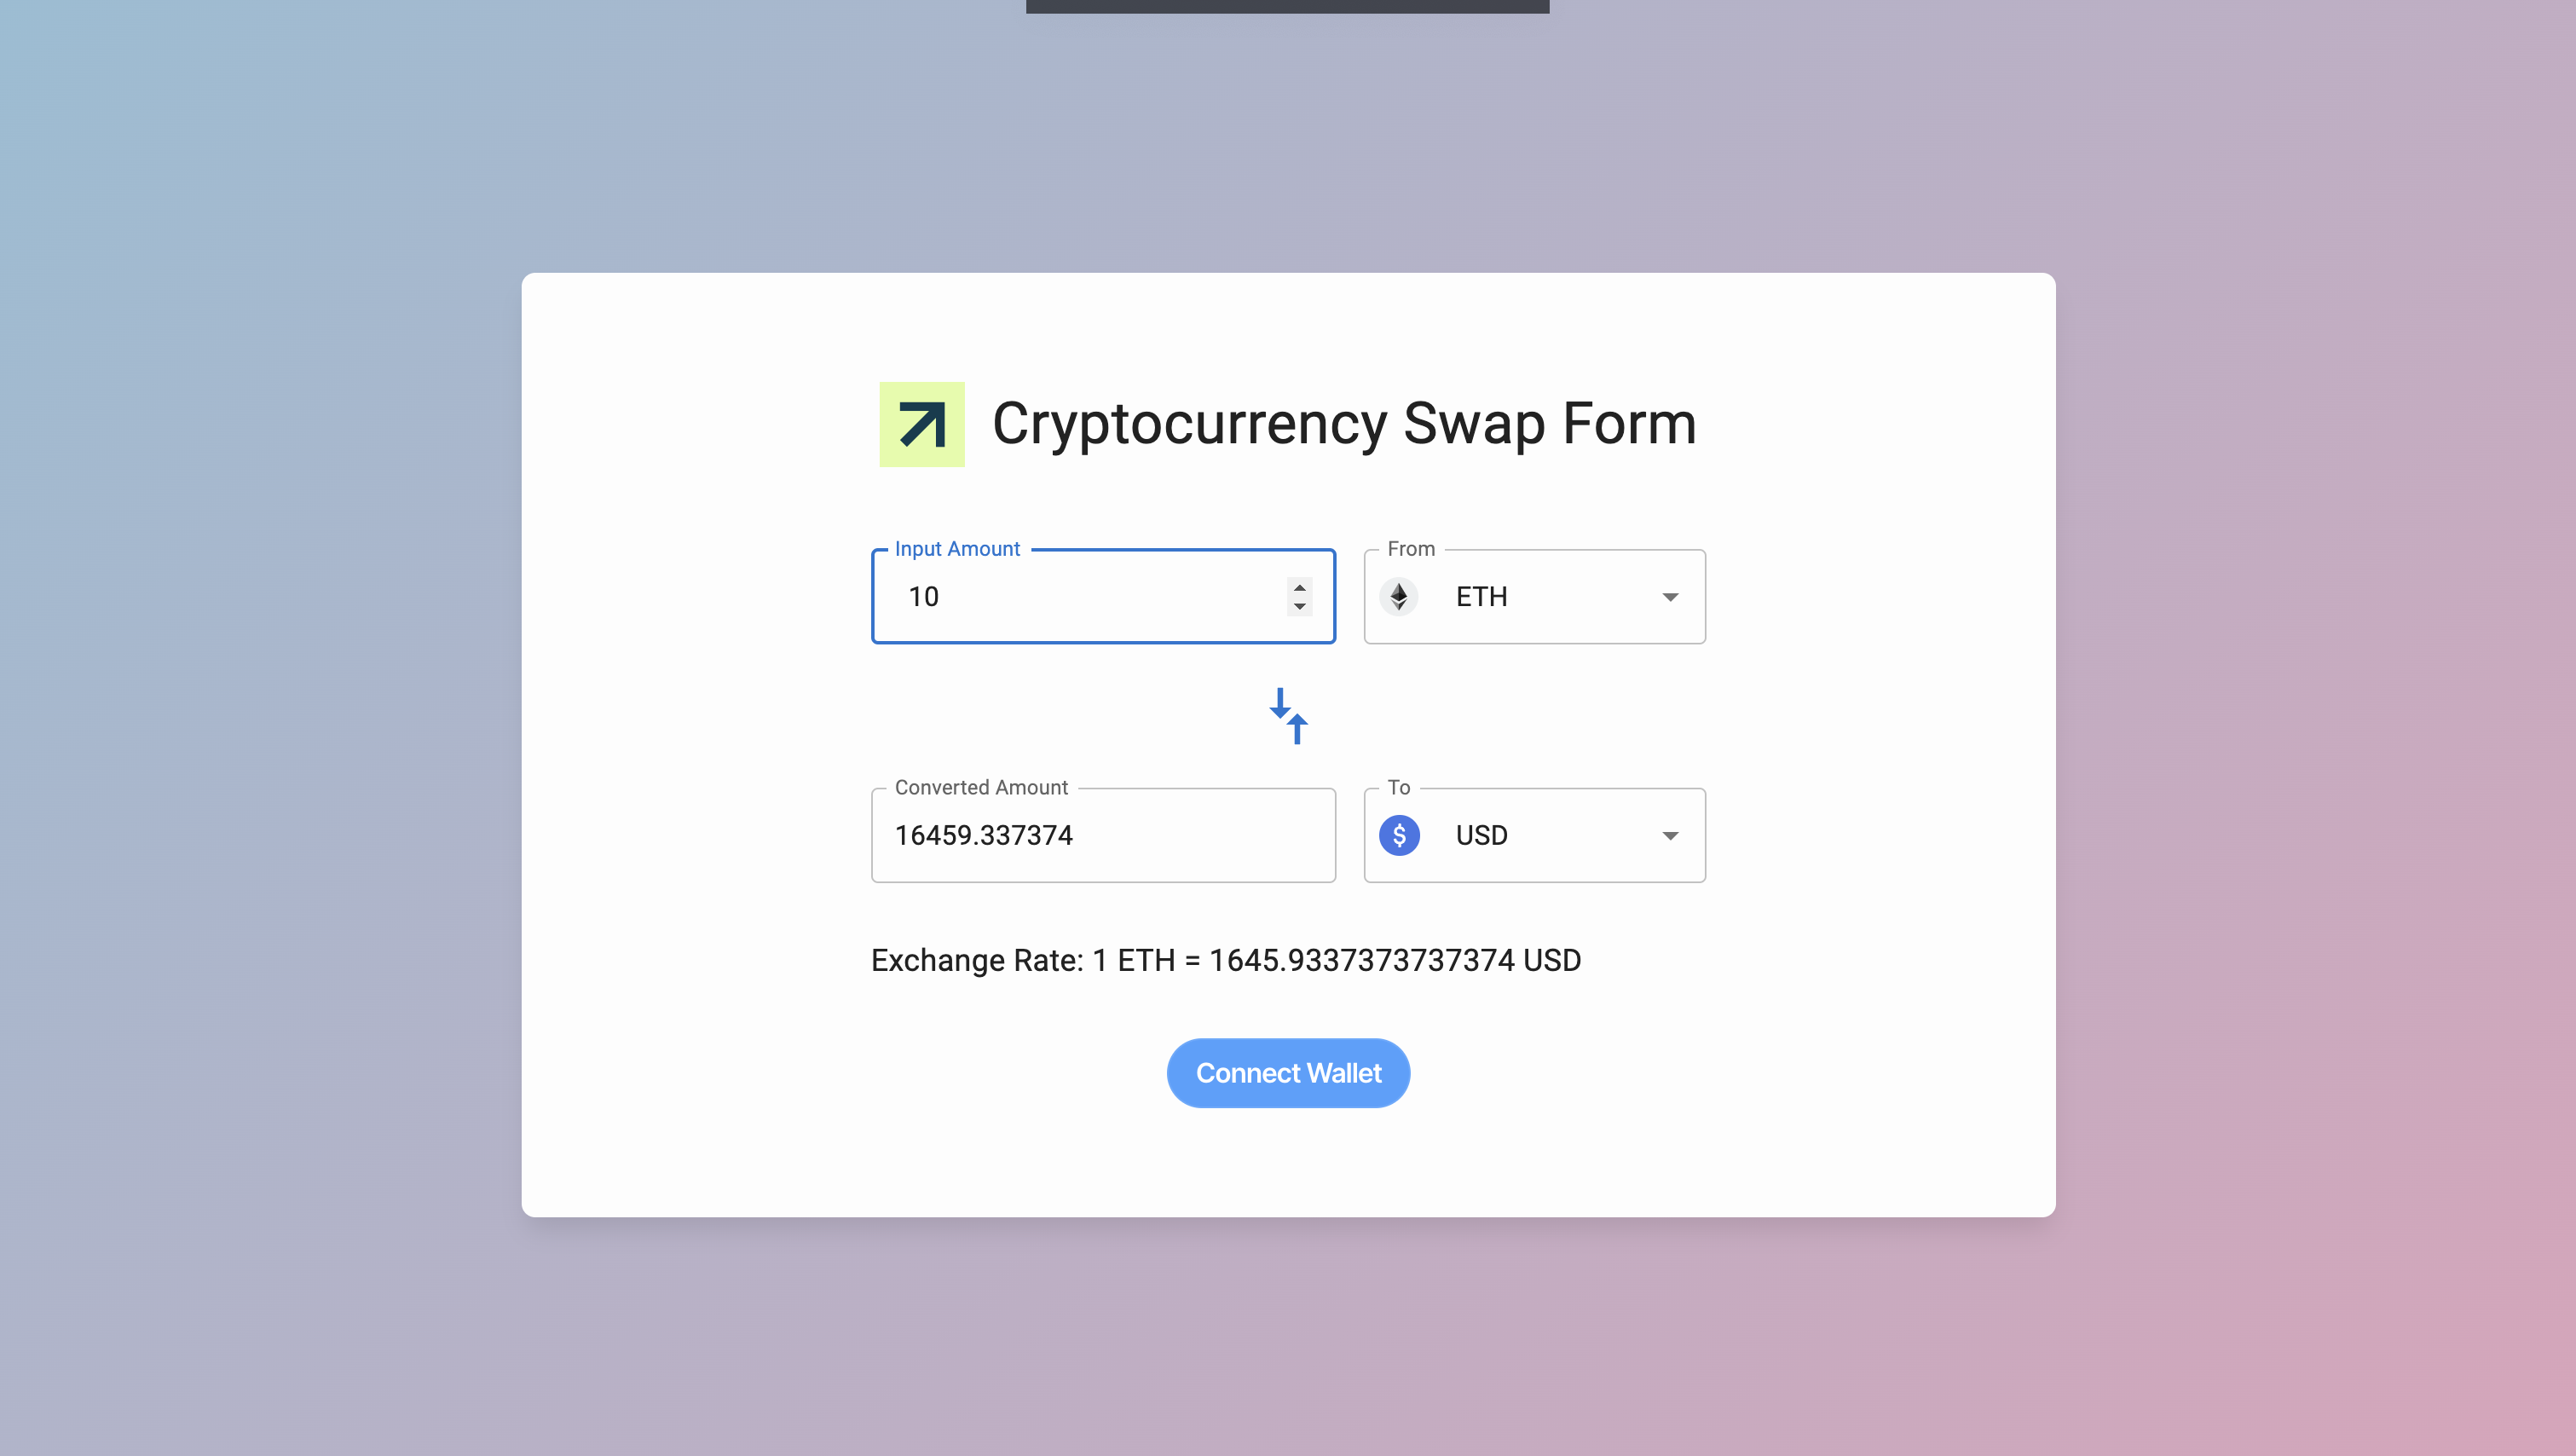 Cryptocurrency Swap Form
Input Amount
10
From
ETH
Converted Amount
16459.337374
To
$
USD
Exchange Rate: 1 ETH = 1645.9337373737374 USD
Connect Wallet